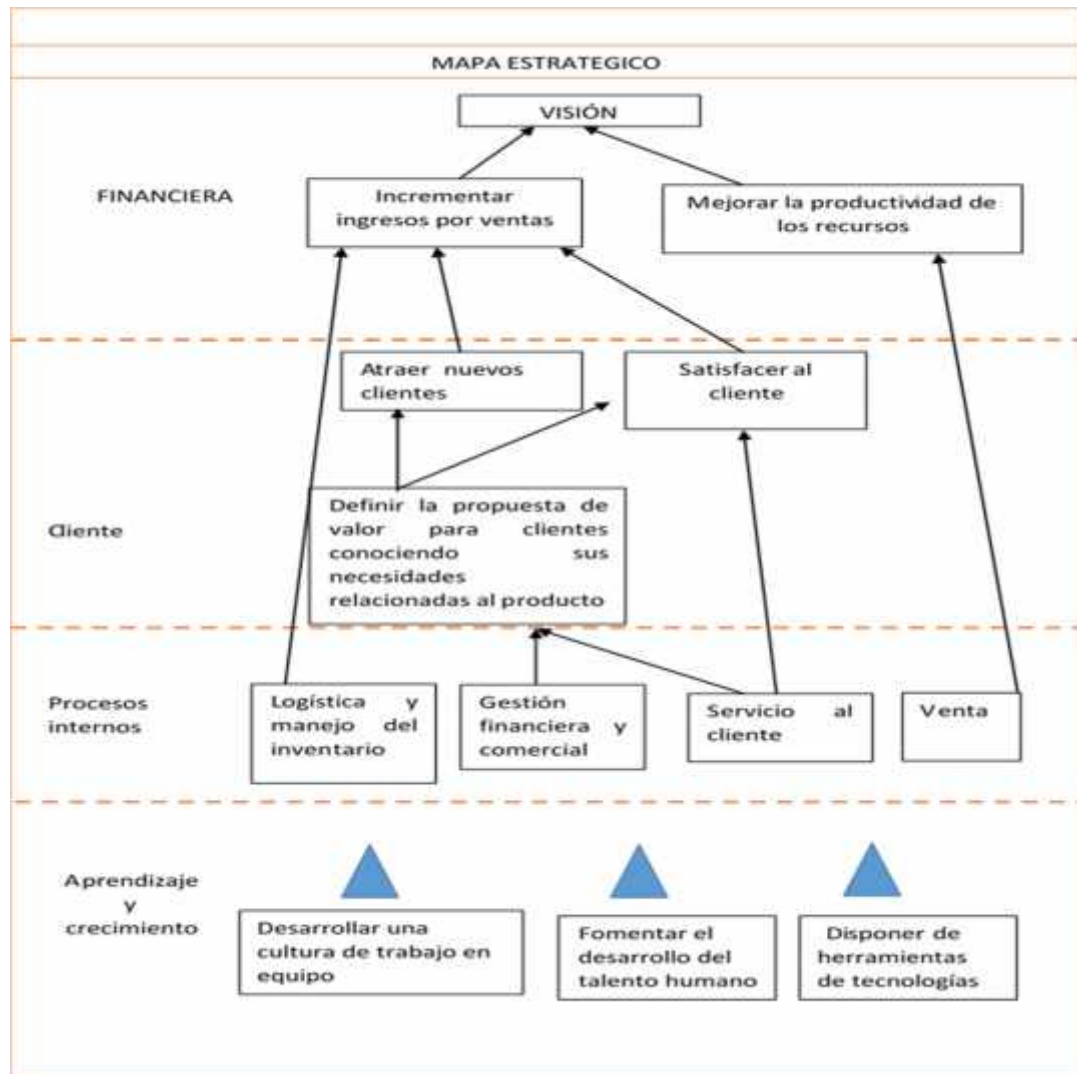 MAPA ESTRATEGICO
VISIÓN
FINANCIERA
Incrementar
ingresos por ventas
Mejorar la productividad de
los recursos
Atraer nuevos
clientes
Satisfacer al
cliente
Cliente
Definir la propuesta de
valor para clientes
conociendo sus
necesidades
relacionadas al producto
Procesos
internos
Logística y
manejo del
inventario
Gestión
financiera y
comercial
Servicio al
cliente
Venta
Aprendizaje
y
crecimiento
Desarrollar una
cultura de trabajo en
equipo
Fomentar el
desarrollo del
talento humano
Disponer de
herramientas
de tecnologías